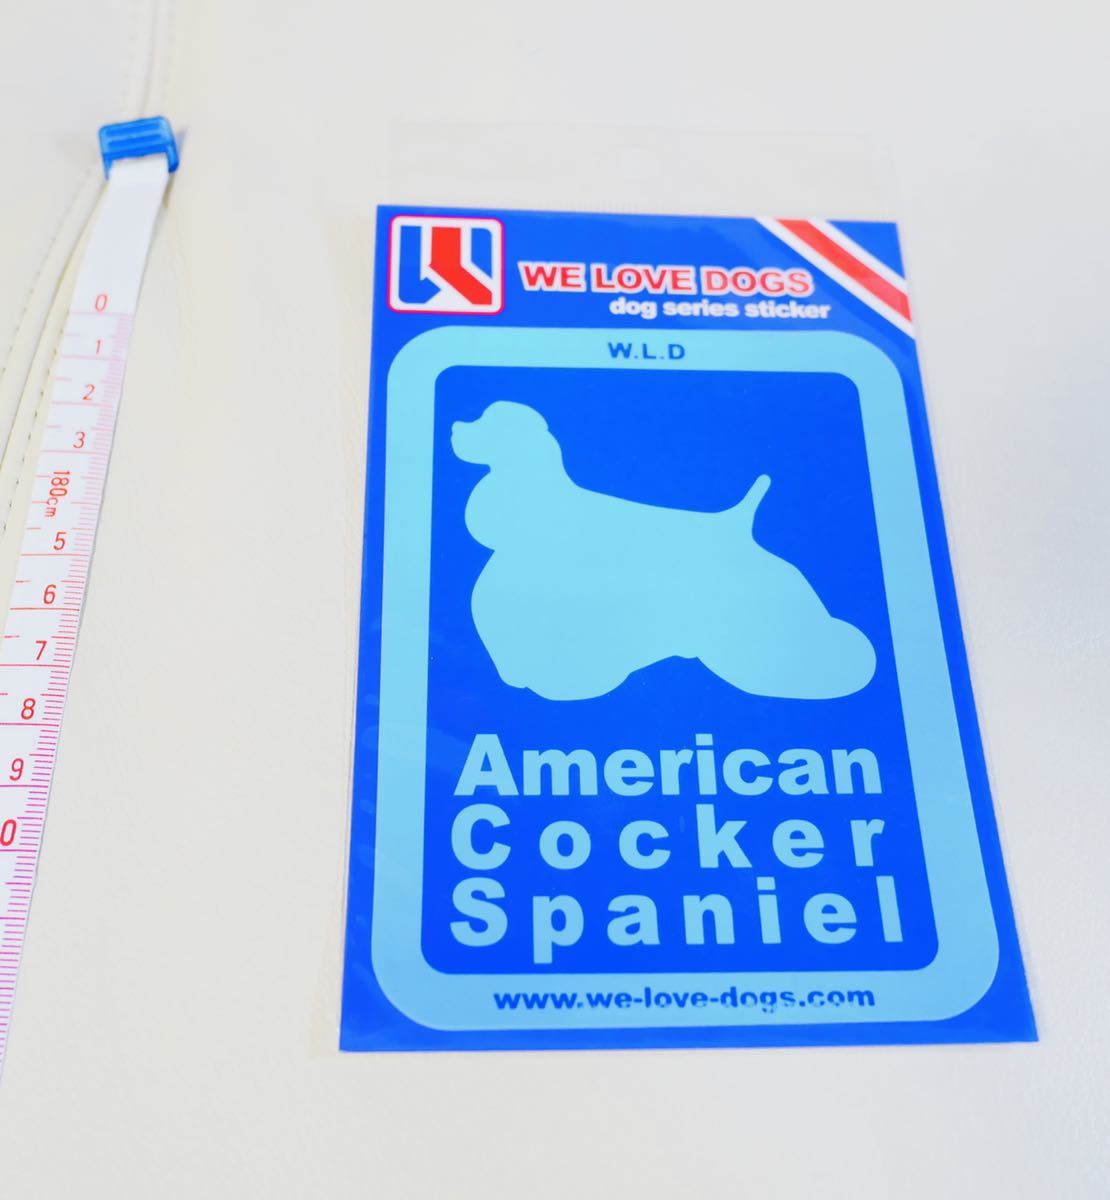 WE LOVE DOGS
dog series sticker
W.L.D
American
Cocker
Spaniel
www.we-love-dogs.com
0
1
2
3
180cm
5
6
7
8
9
0